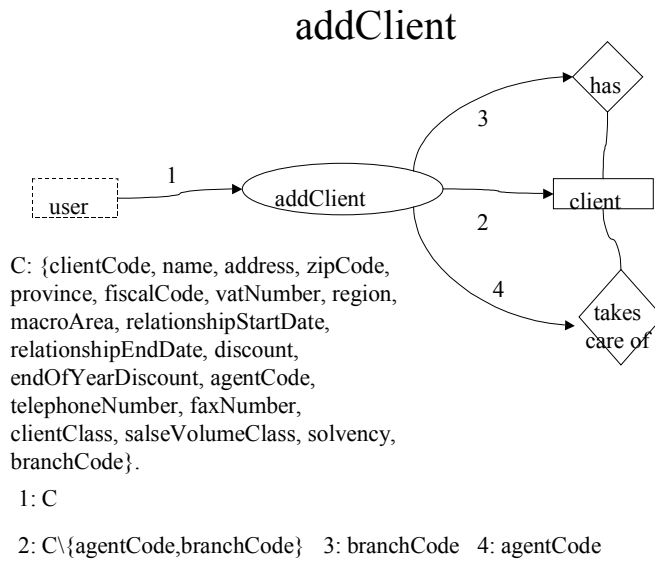 addClient
has
3
1
user
addClient
client
2
4
takes
care of
C: {clientCode, name, address, zipCode,
province, fiscalCode, vatNumber, region,
macroArea, relationshipStartDate,
relationshipEndDate, discount,
endOfYearDiscount, agentCode,
telephoneNumber, faxNumber,
clientClass, salseVolumeClass, solvency,
branchCode}.
1: C
2: C\{agentCode,branchCode} 3: branchCode 4: agentCode